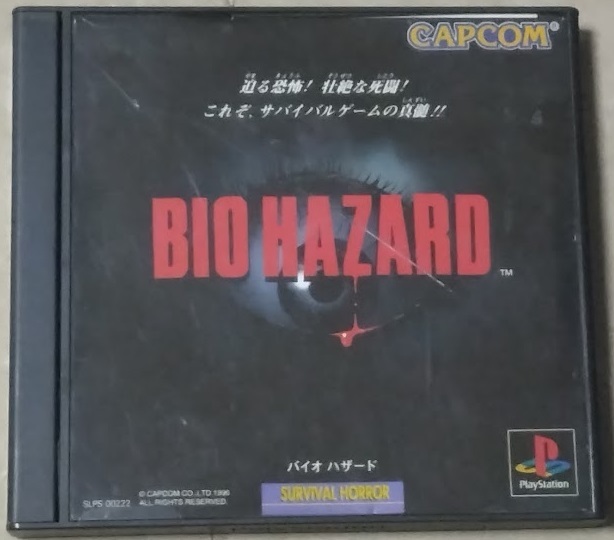 CAPCOM®
迫る恐怖! 壮絶な死闘!
これぞ、サバイバルゲームの真髄!!
BIO HAZARD™
バイオ ハザード
SURVIVAL HORROR
SLPS 00222
© CAPCOM CO.,LTD 1996
ALL RIGHTS RESERVED.
PlayStation